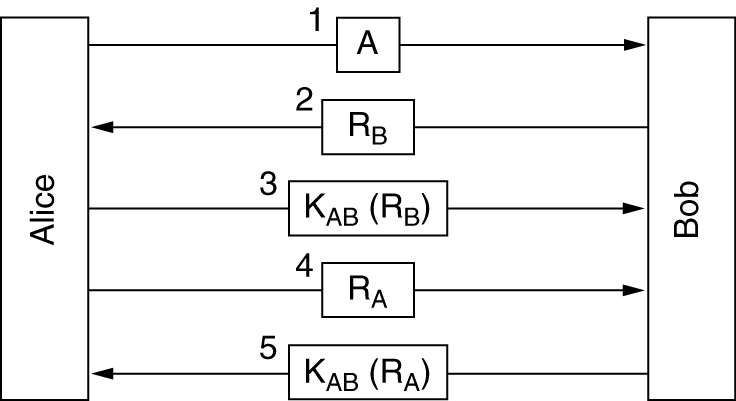 Alice
Bob
1
A
2
R_B
3
K_AB (R_B)
4
R_A
5
K_AB (R_A)